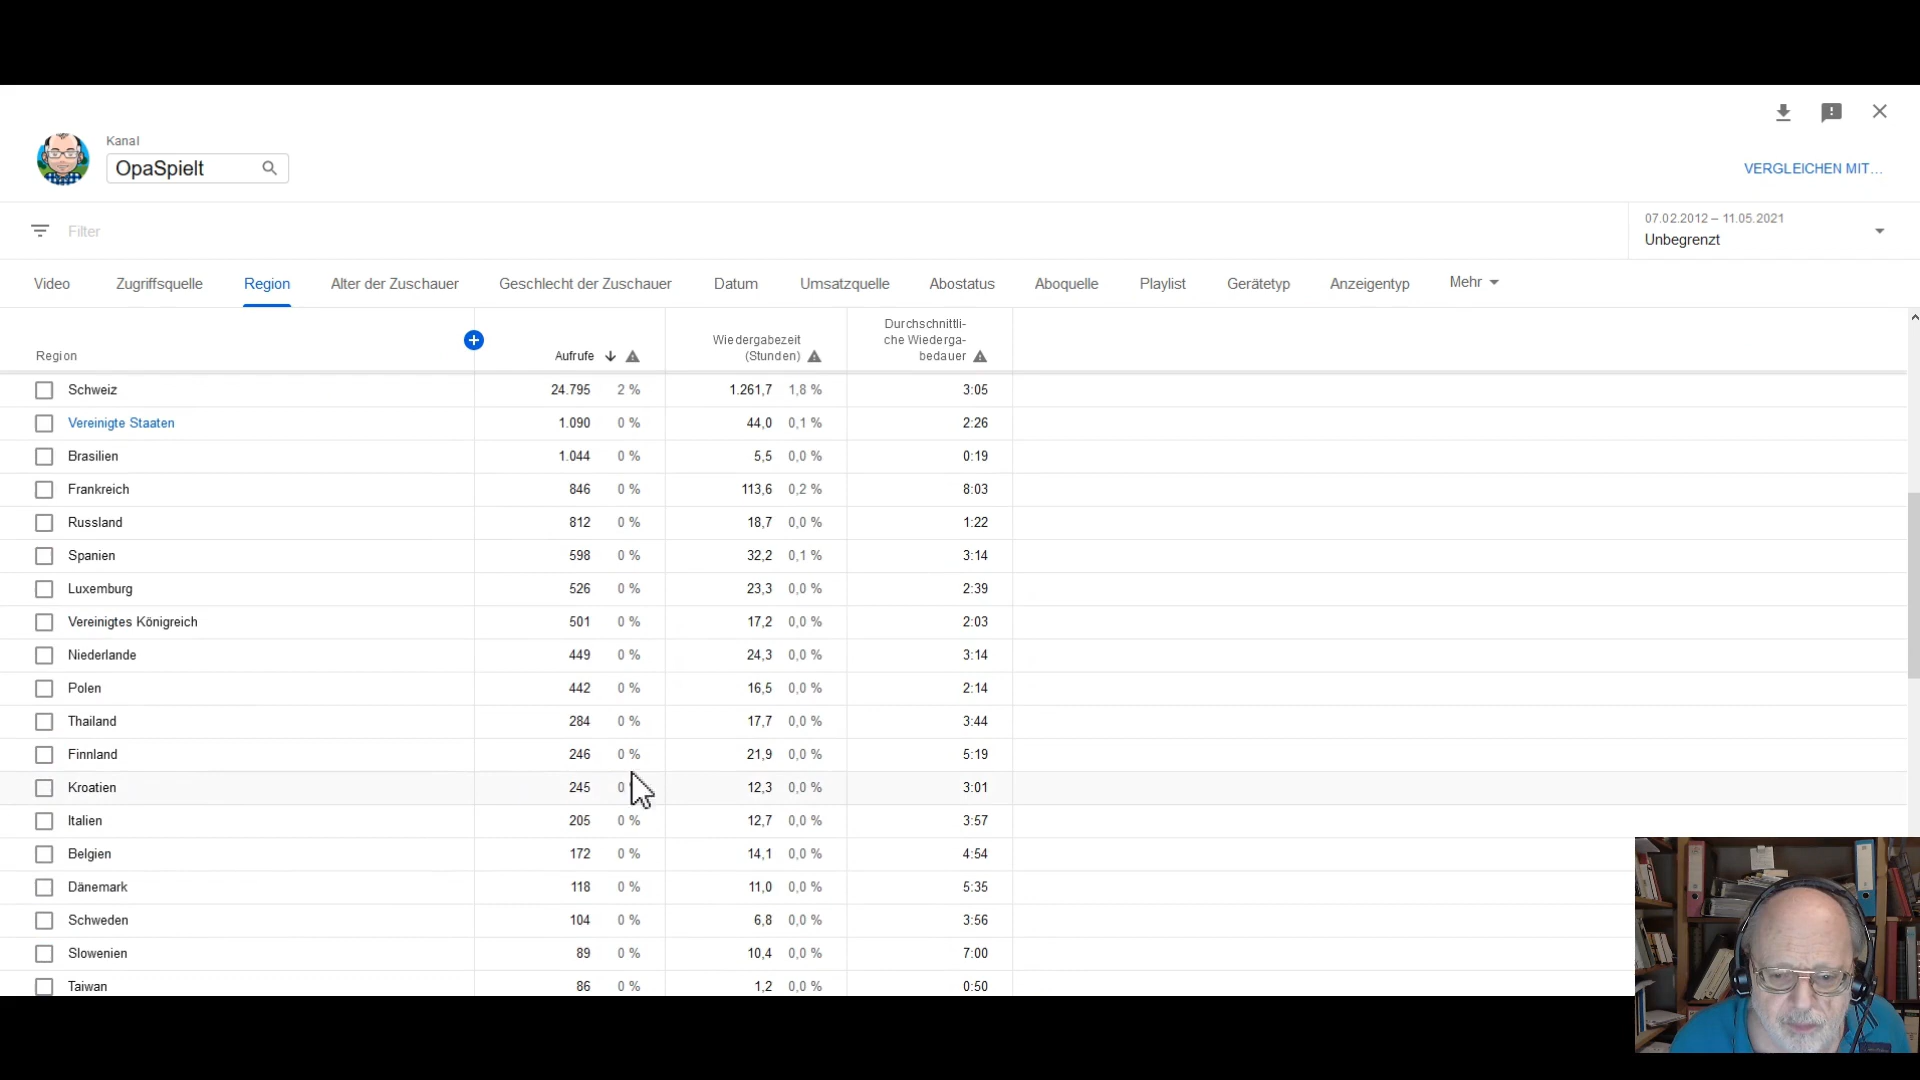 Kanal
OpaSpielt
VERGLEICHEN MIT…
Filter
07.02.2012 – 11.05.2021
Unbegrenzt
Video Zugriffsquelle Region Alter der Zuschauer Geschlecht der Zuschauer Datum Umsatzquelle Abostatus Aboquelle Playlist Gerätetyp Anzeigentyp Mehr
Region Aufrufe Wiedergabezeit (Stunden) Durchschnittli-
che Wiederga-
bedauer
Schweiz 24.795 2 % 1.261,7 1,8 % 3:05
Vereinigte Staaten 1.090 0 % 44,0 0,1 % 2:26
Brasilien 1.044 0 % 5,5 0,0 % 0:19
Frankreich 846 0 % 113,6 0,2 % 8:03
Russland 812 0 % 18,7 0,0 % 1:22
Spanien 598 0 % 32,2 0,1 % 3:14
Luxemburg 526 0 % 23,3 0,0 % 2:39
Vereinigtes Königreich 501 0 % 17,2 0,0 % 2:03
Niederlande 449 0 % 24,3 0,0 % 3:14
Polen 442 0 % 16,5 0,0 % 2:14
Thailand 284 0 % 17,7 0,0 % 3:44
Finnland 246 0 % 21,9 0,0 % 5:19
Kroatien 245 0 12,3 0,0 % 3:01
Italien 205 0 % 12,7 0,0 % 3:57
Belgien 172 0 % 14,1 0,0 % 4:54
Dänemark 118 0 % 11,0 0,0 % 5:35
Schweden 104 0 % 6,8 0,0 % 3:56
Slowenien 89 0 % 10,4 0,0 % 7:00
Taiwan 86 0 % 1,2 0,0 % 0:50